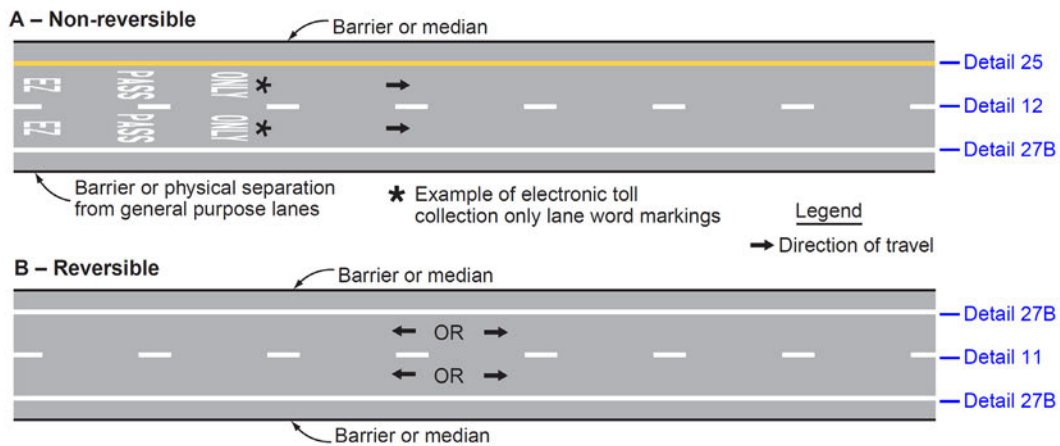 A – Non-reversible
Barrier or median
Detail 25
EZ PASS ONLY *
Detail 12
EZ PASS ONLY *
Detail 27B
Barrier or physical separation
from general purpose lanes
* Example of electronic toll
collection only lane word markings
Legend
Direction of travel
B – Reversible
Barrier or median
Detail 27B
OR
Detail 11
OR
Detail 27B
Barrier or median